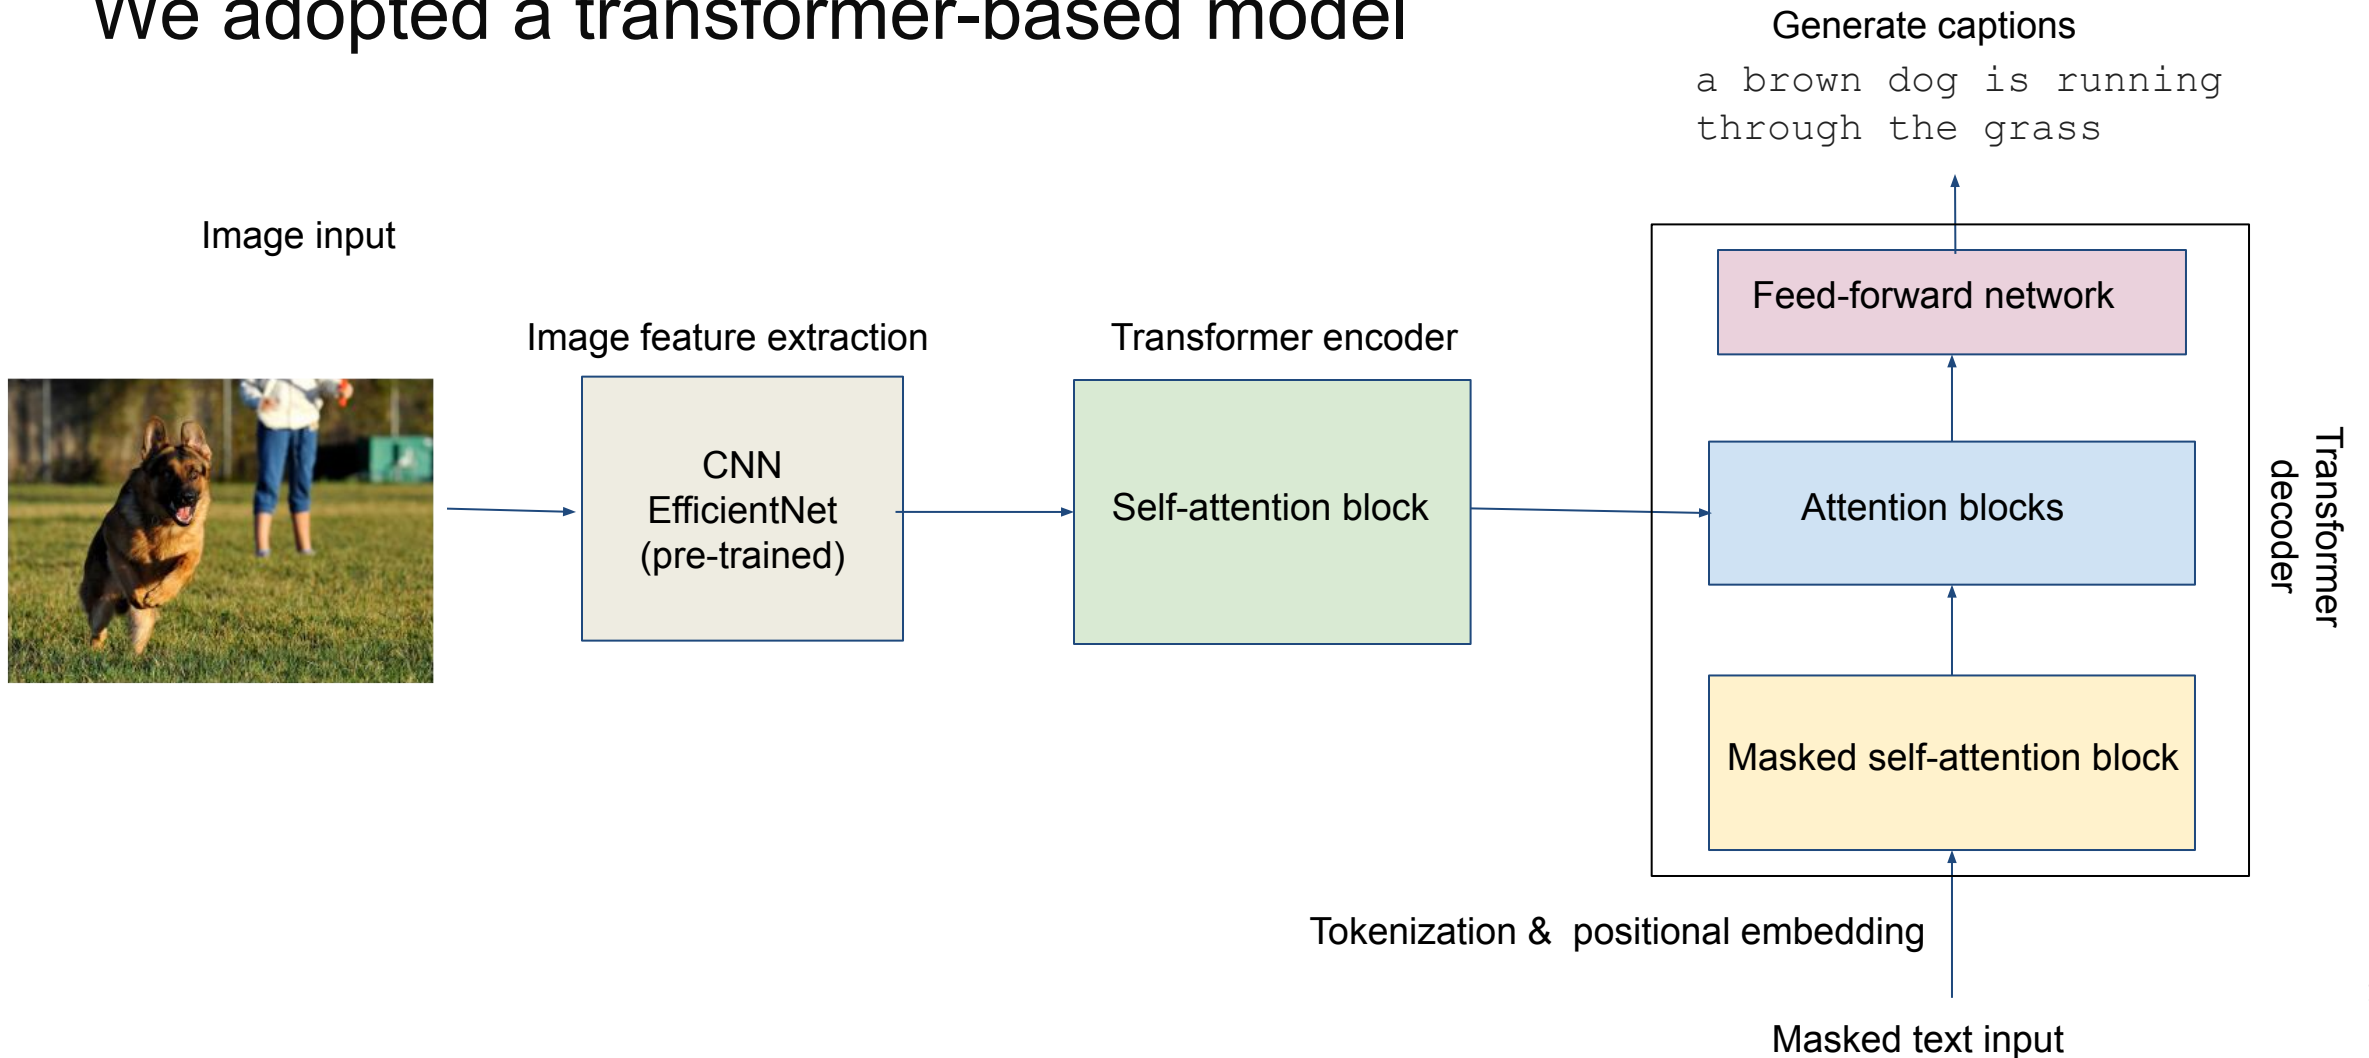 We adopted a transformer-based model
Generate captions
a brown dog is running
through the grass
Image input
Image feature extraction
Transformer encoder
CNN
EfficientNet
(pre-trained)
Self-attention block
Feed-forward network
Attention blocks
Masked self-attention block
Transformer
decoder
Tokenization &  positional embedding
Masked text input